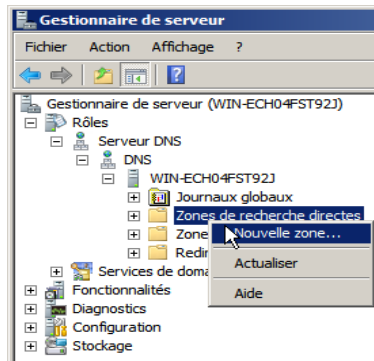 Gestionnaire de serveur
Fichier Action Affichage ?
Gestionnaire de serveur (WIN-ECH04FST92J)
Rôles
Serveur DNS
DNS
WIN-ECH04FST92J
Journaux globaux
Zones de recherche directes
Zone
Nouvelle zone...
Redir
Actualiser
Services de doma
Aide
Fonctionnalités
Diagnostics
Configuration
Stockage